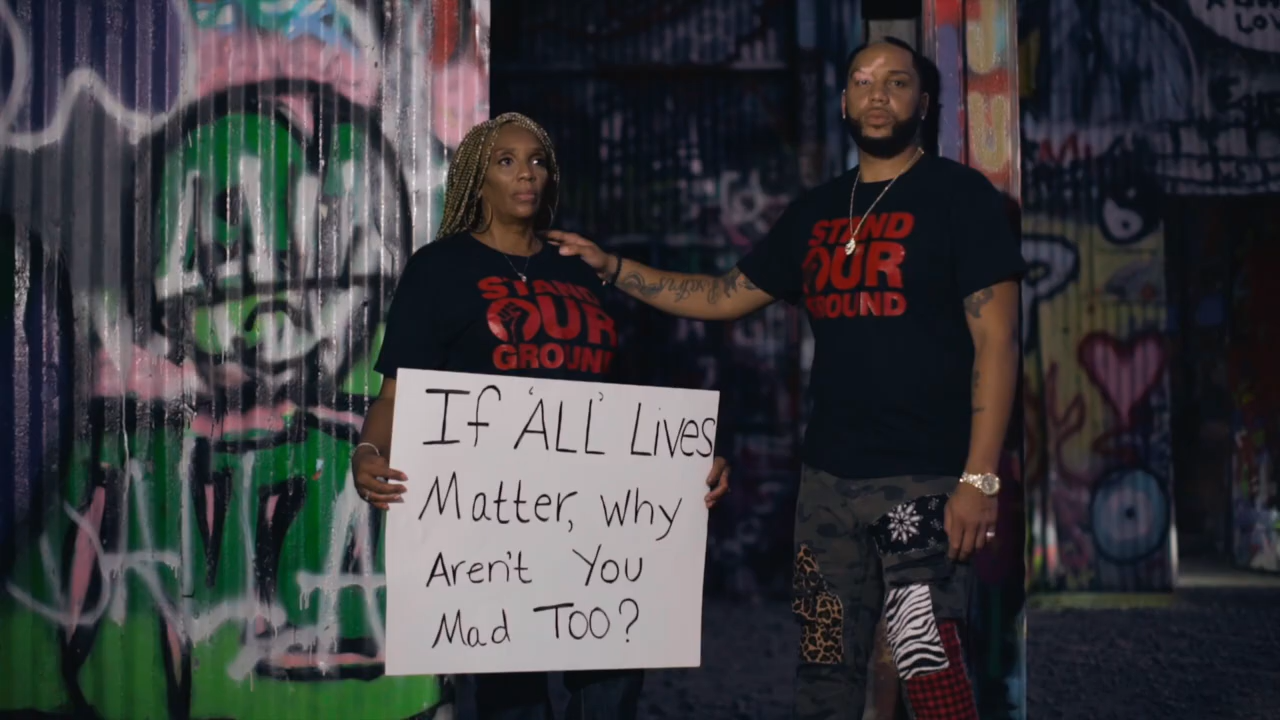 STAND
OUR
GROUND
STAND
OUR
GROUND
If 'ALL' Lives
Matter, Why
Aren't You
Mad Too?